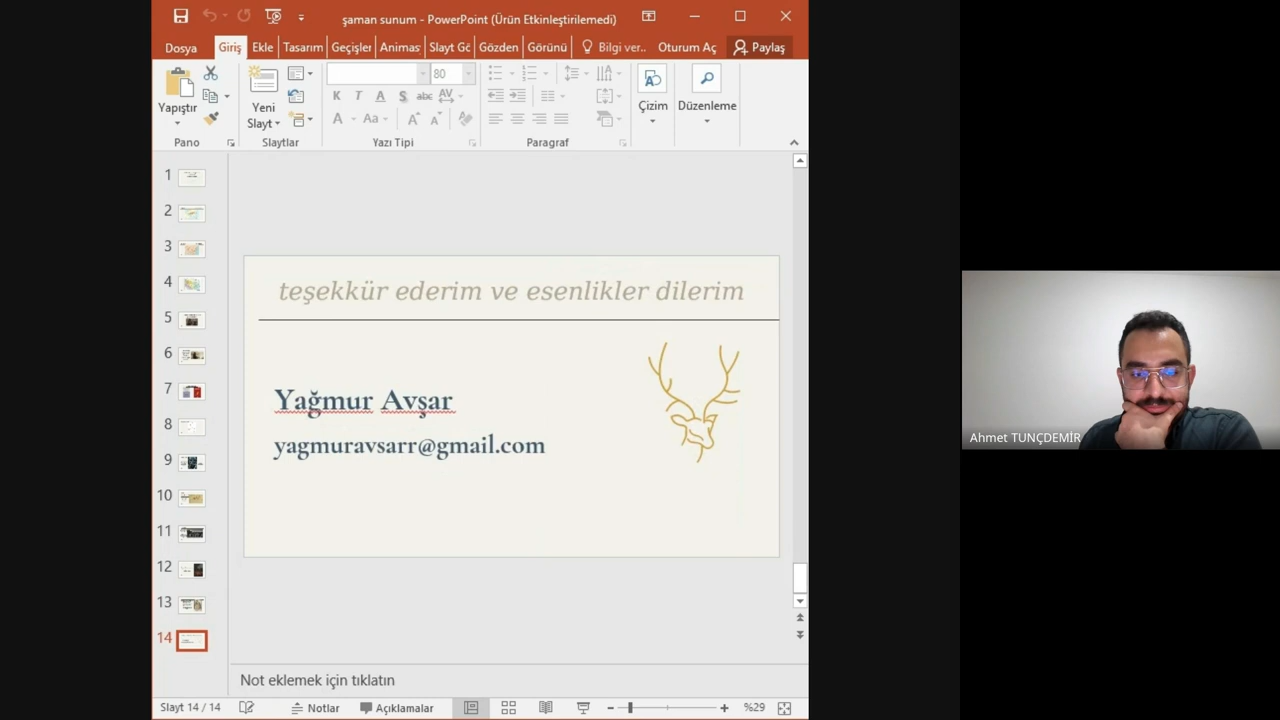 şaman sunum - PowerPoint (Ürün Etkinleştirilemedi)
Dosya Giriş Ekle Tasarım Geçişler Animas Slayt Gö Gözden Görünü Bilgi ver.. Oturum Aç Paylaş
80
Yapıştır
Yeni
Slayt
K T A S abc AV
A Aa A A
Çizim
Düzenleme
Pano Slaytlar Yazı Tipi Paragraf
1
2
3
4
5
6
7
8
9
10
11
12
13
14
teşekkür ederim ve esenlikler dilerim
Yağmur Avşar
yagmuravsarr@gmail.com
Ahmet TUNÇDEMİR
Not eklemek için tıklatın
Slayt 14 / 14 Notlar Açıklamalar %29